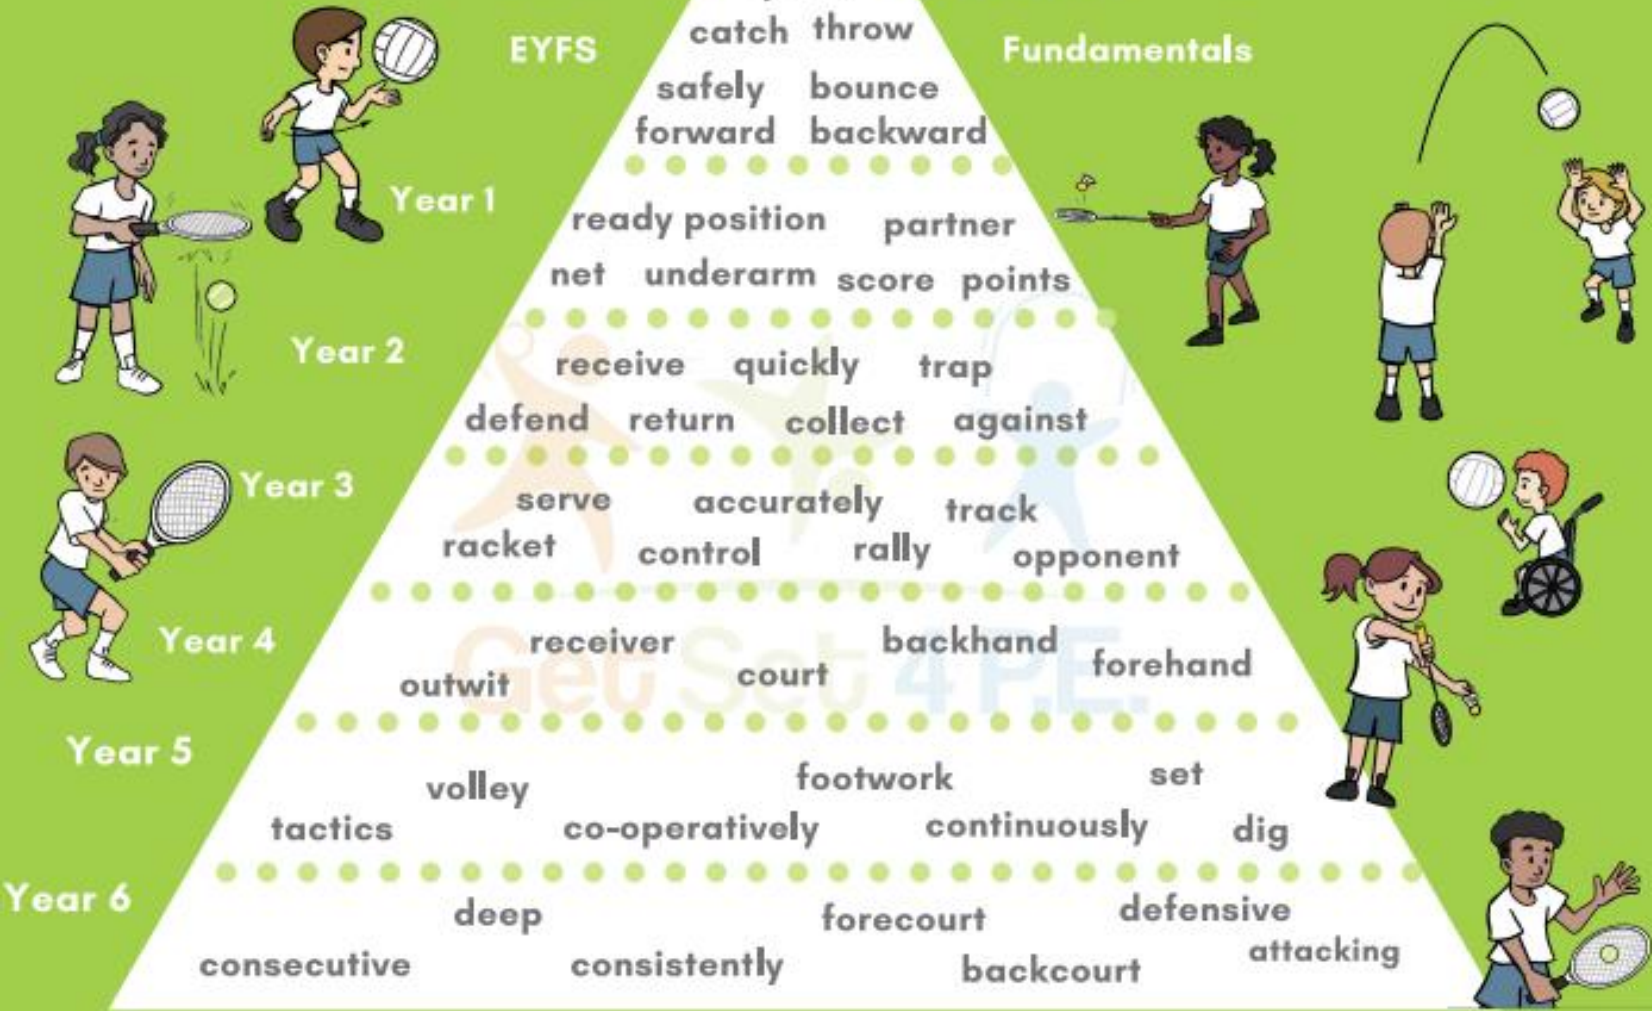 catch throw
EYFS
Fundamentals
safely bounce
forward backward
Year 1
ready position partner
net underarm score points
Year 2
receive quickly trap
defend return collect against
Year 3
serve accurately track
racket control rally opponent
Year 4
receiver backhand
outwit court forehand
Get Set 4 P.E.
Year 5
volley footwork set
tactics co-operatively continuously dig
Year 6
deep forecourt defensive
consecutive consistently backcourt attacking